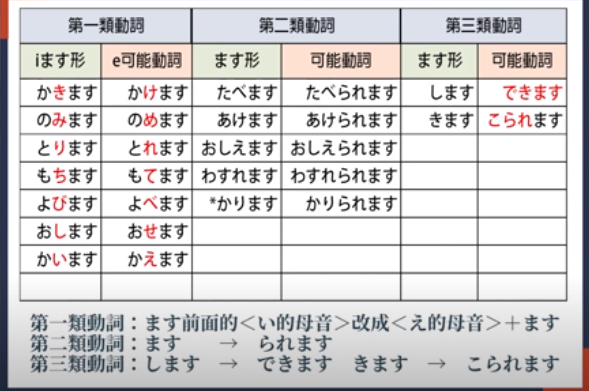 第一類動詞 第二類動詞 第三類動詞
iます形 e可能動詞 ます形 可能動詞 ます形 可能動詞
かきます かけます たべます たべられます します できます
のみます のめます あけます あけられます きます こられます
とります とれます おしえます おしえられます
もちます もてます わすれます わすれられます
よびます よべます *かります かりられます
おします おせます
かいます かえます
第一類動詞：ます前面的＜い的母音＞改成＜え的母音＞＋ます
第二類動詞：ます → られます
第三類動詞：します → できます きます → こられます